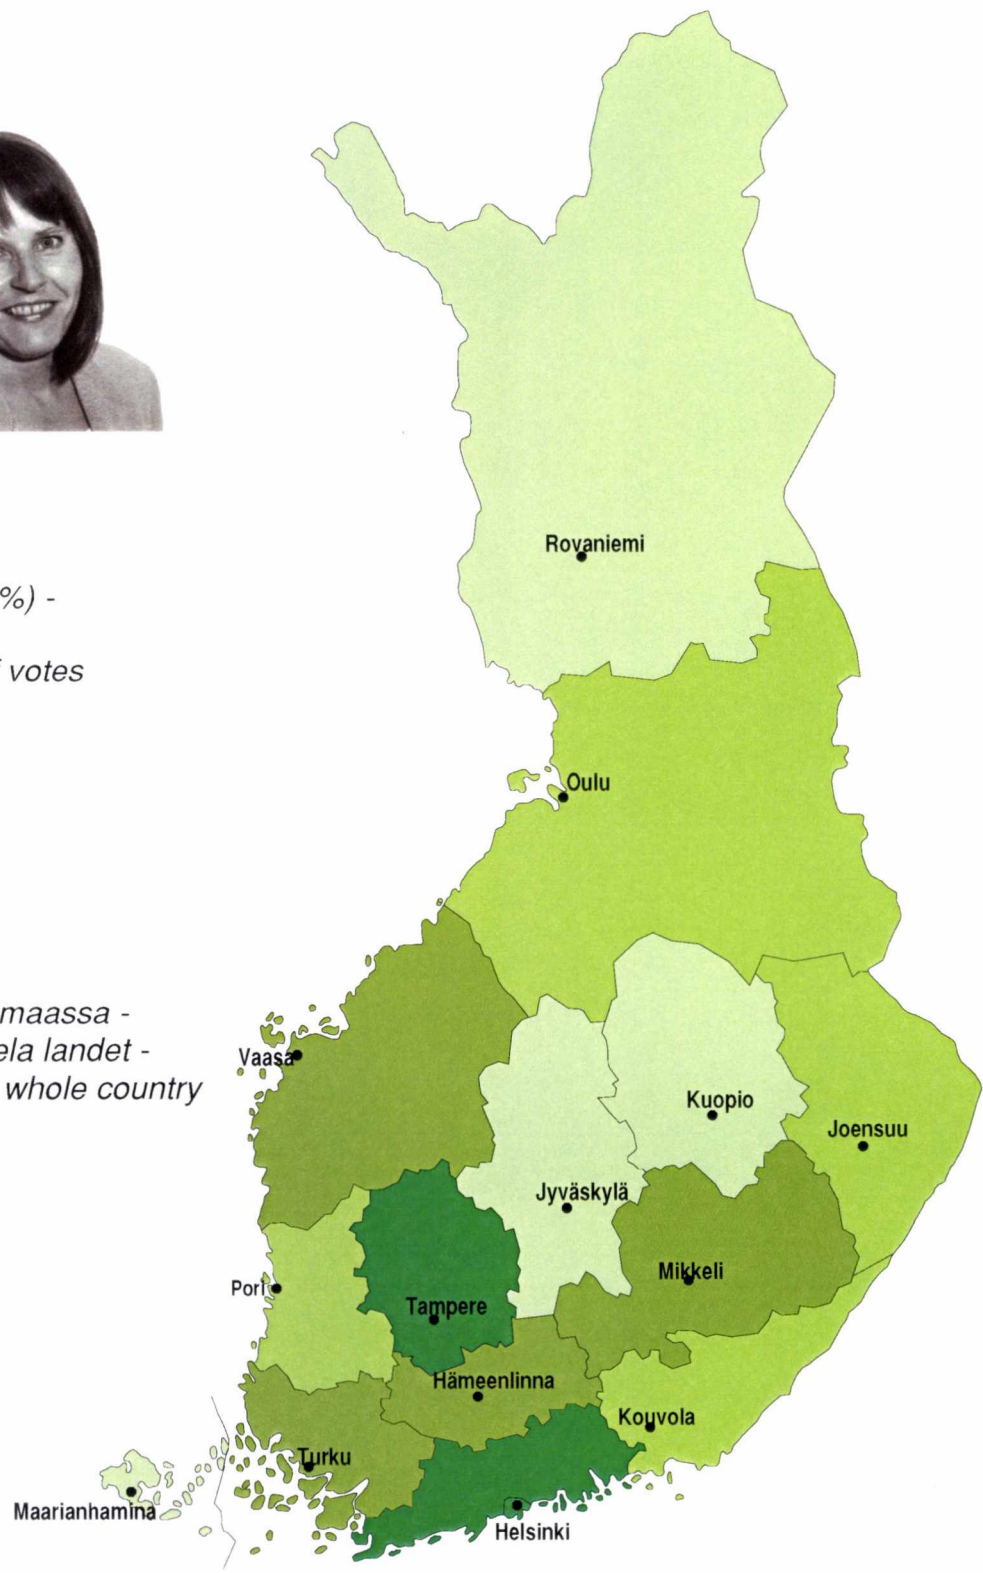 Rovaniemi
%) -
votes
Oulu
maassa -
ela landet -
whole country
Vaasa
Kuopio
Joensuu
Jyväskylä
Mikkeli
Pori
Tampere
Hämeenlinna
Kouvola
Turku
Maarianhamina
Helsinki